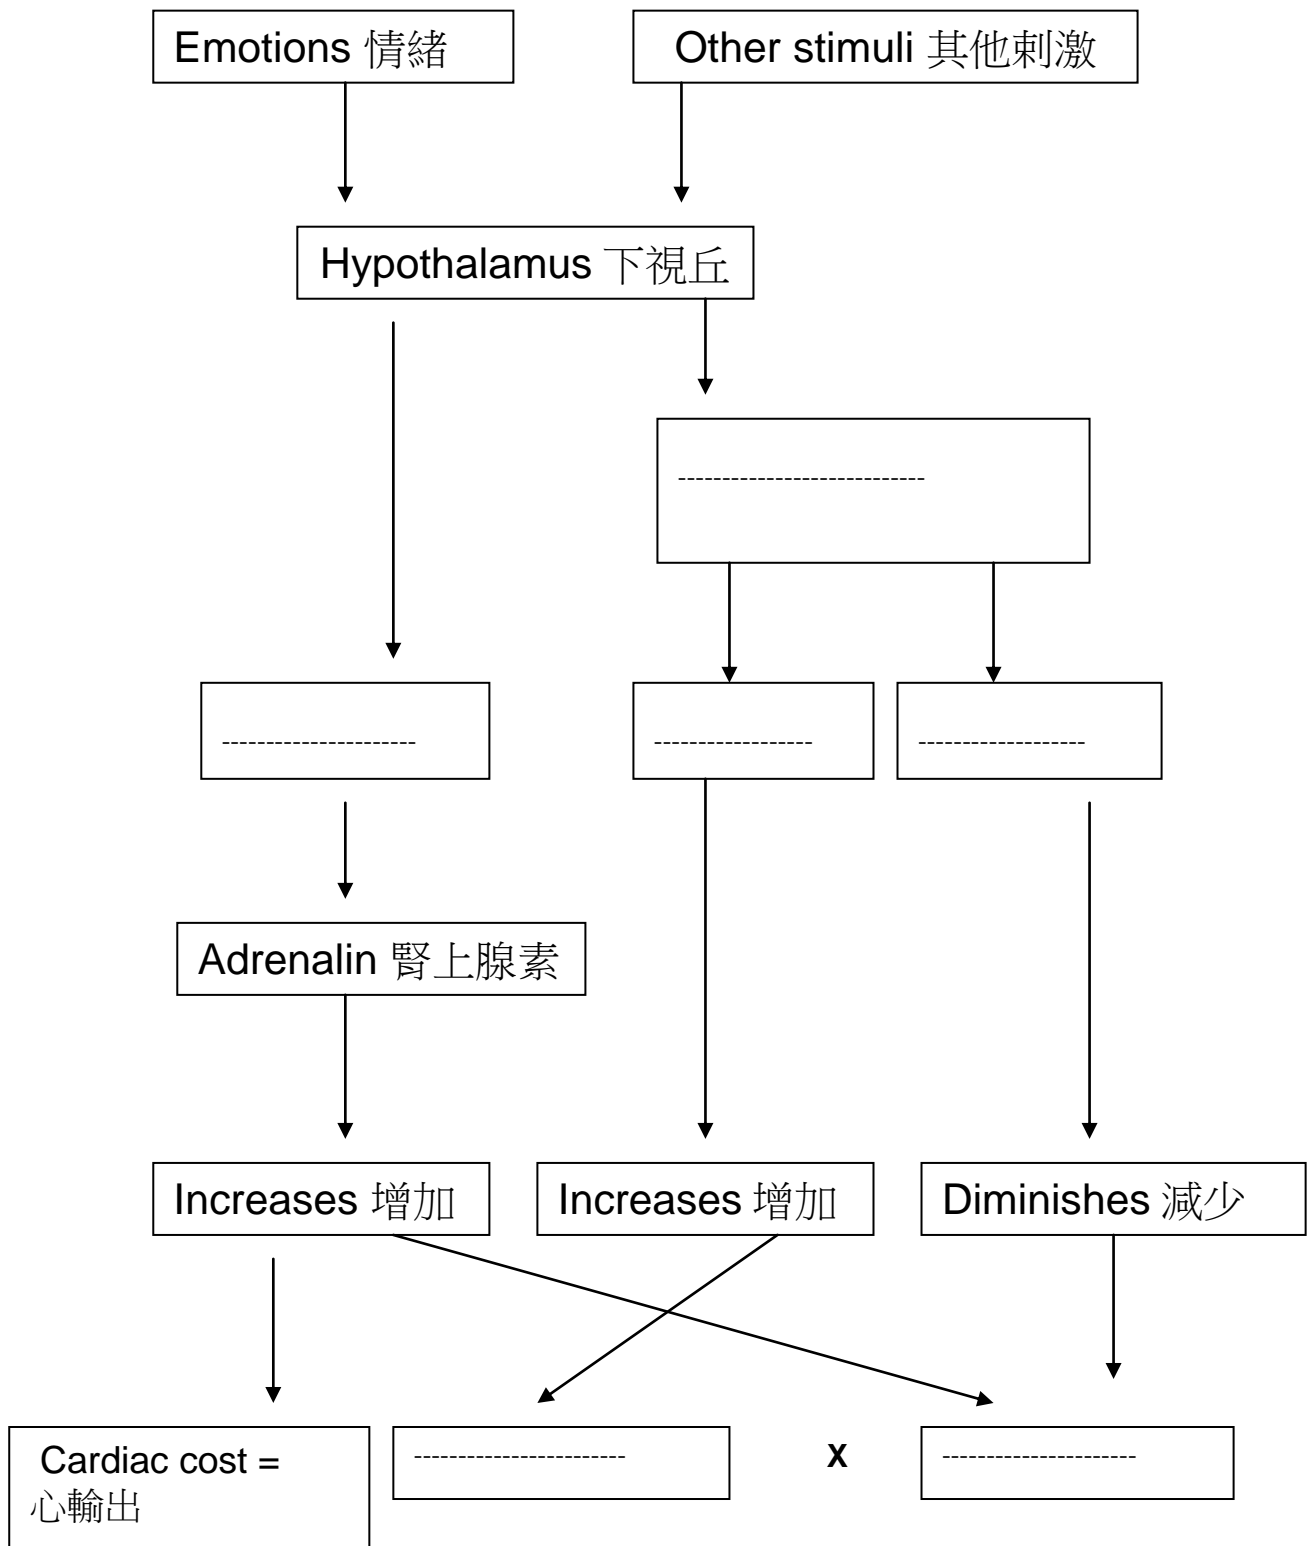 Emotions 情緒
Other stimuli 其他刺激
Hypothalamus 下視丘
----------------------------
----------------------
------------------
-------------------
Adrenalin 腎上腺素
Increases 增加
Increases 增加
Diminishes 減少
Cardiac cost =
心輸出
------------------------
x
----------------------